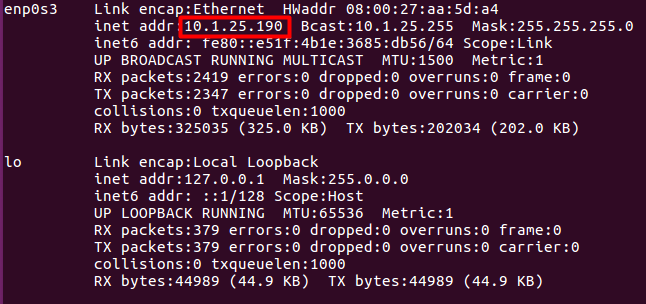 enp0s3 Link encap:Ethernet HWaddr 08:00:27:aa:5d:a4
inet addr:10.1.25.190 Bcast:10.1.25.255 Mask:255.255.255.0
inet6 addr: fe80::e51f:4b1e:3685:db56/64 Scope:Link
UP BROADCAST RUNNING MULTICAST MTU:1500 Metric:1
RX packets:2419 errors:0 dropped:0 overruns:0 frame:0
TX packets:2347 errors:0 dropped:0 overruns:0 carrier:0
collisions:0 txqueuelen:1000
RX bytes:325035 (325.0 KB) TX bytes:202034 (202.0 KB)
lo Link encap:Local Loopback
inet addr:127.0.0.1 Mask:255.0.0.0
inet6 addr: ::1/128 Scope:Host
UP LOOPBACK RUNNING MTU:65536 Metric:1
RX packets:379 errors:0 dropped:0 overruns:0 frame:0
TX packets:379 errors:0 dropped:0 overruns:0 carrier:0
collisions:0 txqueuelen:1000
RX bytes:44989 (44.9 KB) TX bytes:44989 (44.9 KB)